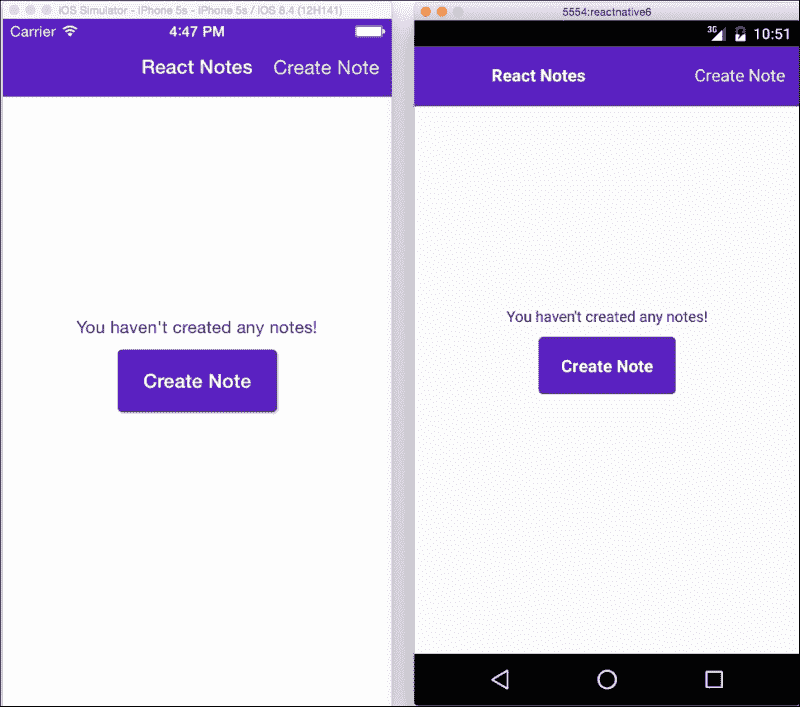 iOS Simulator - iPhone 5s - iPhone 5s / iOS 8.4 (12H141)
Carrier 4:47 PM
React Notes Create Note
You haven't created any notes!
Create Note
5554:reactnative6
3G 10:51
React Notes Create Note
You haven't created any notes!
Create Note